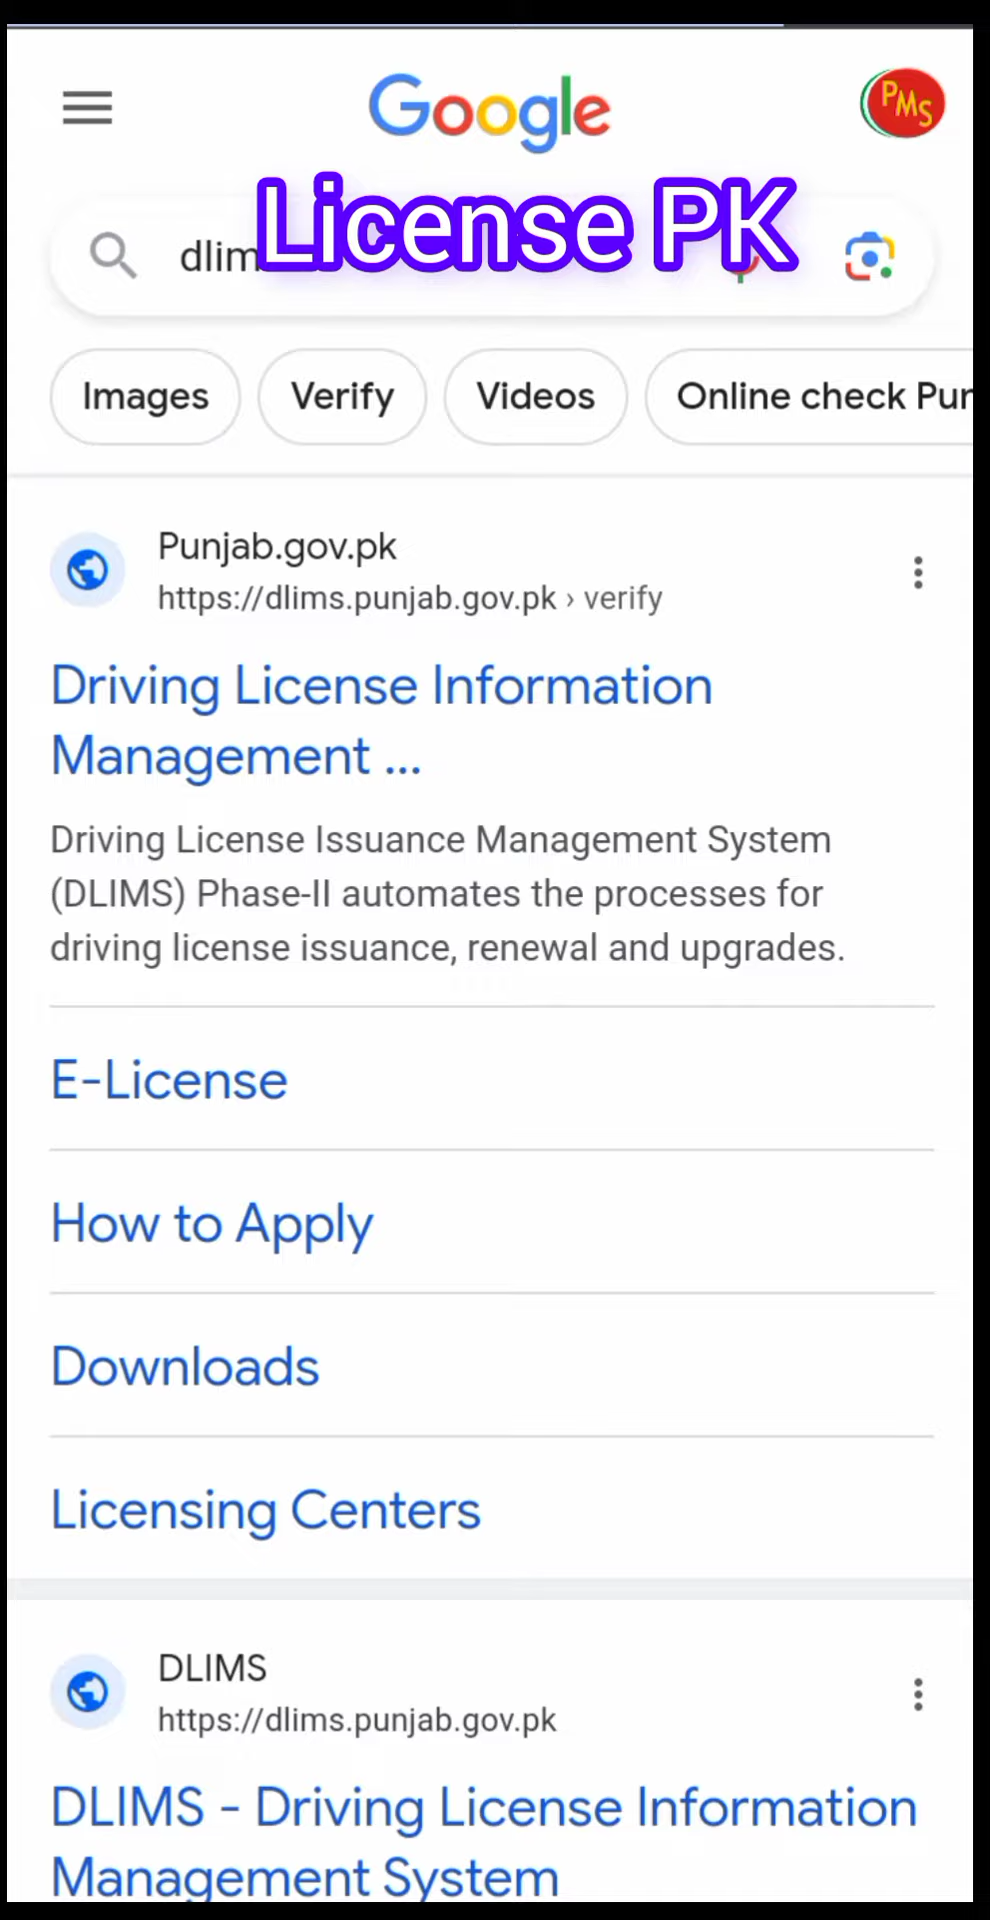 Google
PMS
License PK
dlim
Images
Verify
Videos
Online check Pun
Punjab.gov.pk
https://dlims.punjab.gov.pk › verify
Driving License Information
Management ...
Driving License Issuance Management System
(DLIMS) Phase-II automates the processes for
driving license issuance, renewal and upgrades.
E-License
How to Apply
Downloads
Licensing Centers
DLIMS
https://dlims.punjab.gov.pk
DLIMS - Driving License Information
Management System